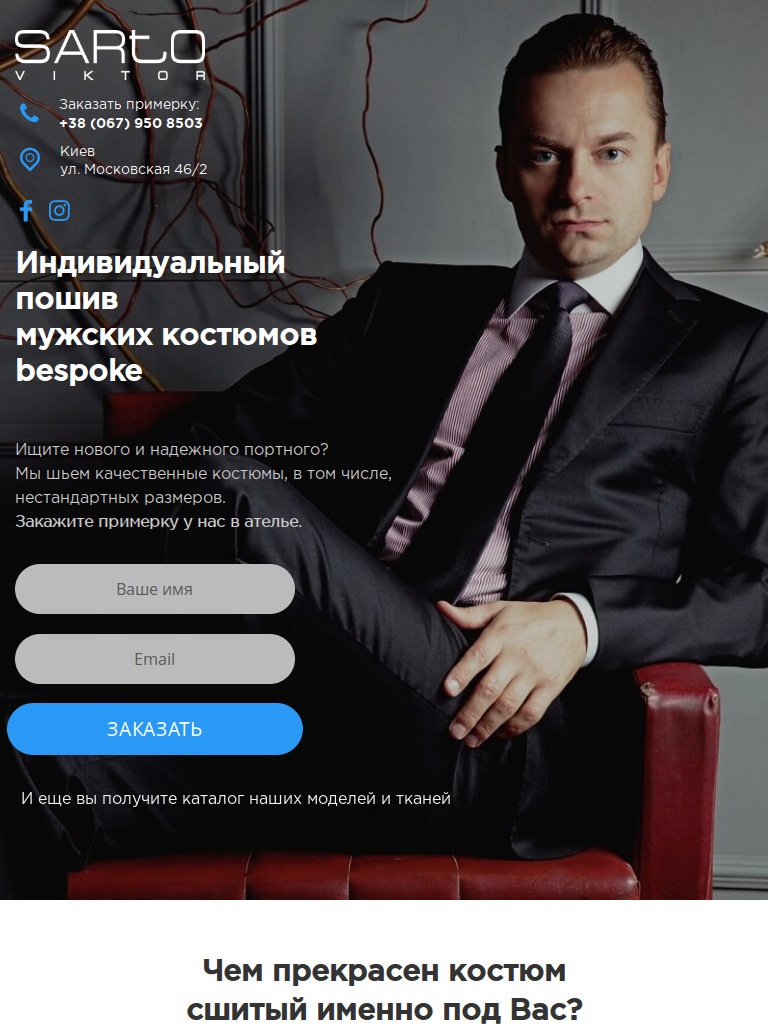 SARtO
VIKTOR
Заказать примерку:
+38 (067) 950 8503
Киев
ул. Московская 46/2
Индивидуальный
пошив
мужских костюмов
bespoke
Ищите нового и надежного портного?
Мы шьем качественные костюмы, в том числе,
нестандартных размеров.
Закажите примерку у нас в ателье.
Ваше имя
Email
ЗАКАЗАТЬ
И еще вы получите каталог наших моделей и тканей
Чем прекрасен костюм
сшитый именно под Вас?